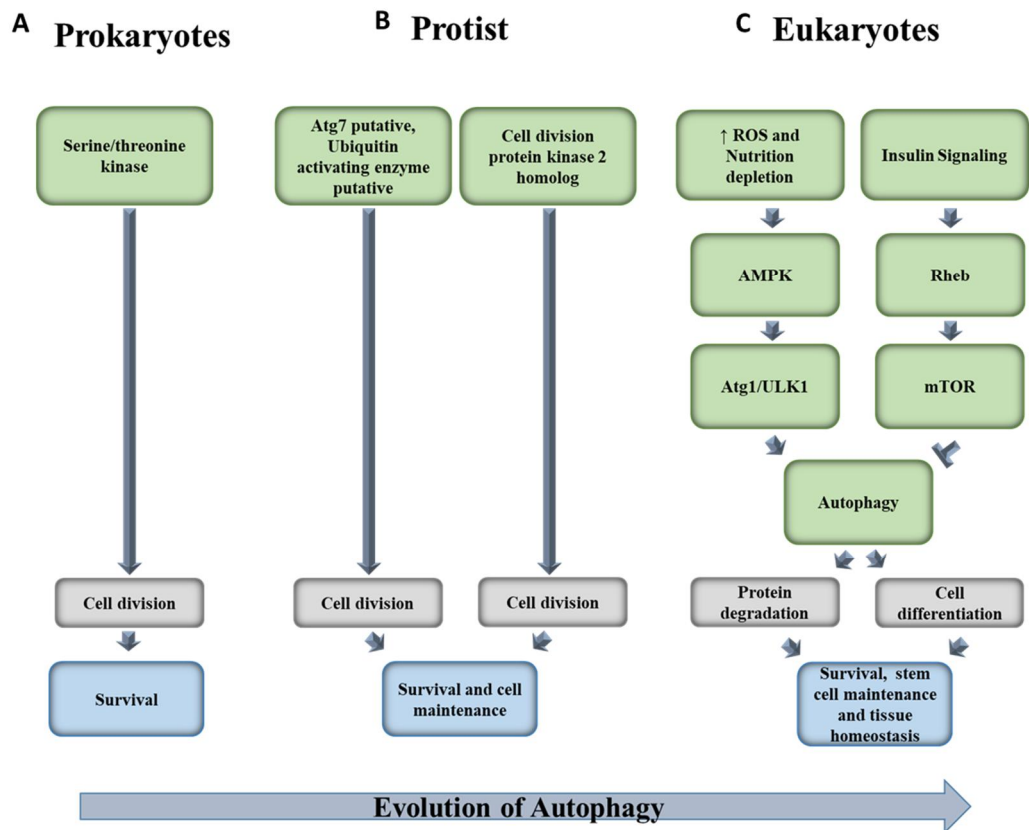 A
Prokaryotes
Serine/threonine
kinase
Cell division
Survival
B
Protist
Atg7 putative,
Ubiquitin
activating enzyme
putative
Cell division
protein kinase 2
homolog
Cell division
Cell division
Survival and cell
maintenance
C
Eukaryotes
↑ ROS and
Nutrition
depletion
Insulin Signaling
AMPK
Rheb
Atg1/ULK1
mTOR
Autophagy
Protein
degradation
Cell
differentiation
Survival, stem
cell maintenance
and tissue
homeostasis
Evolution of Autophagy